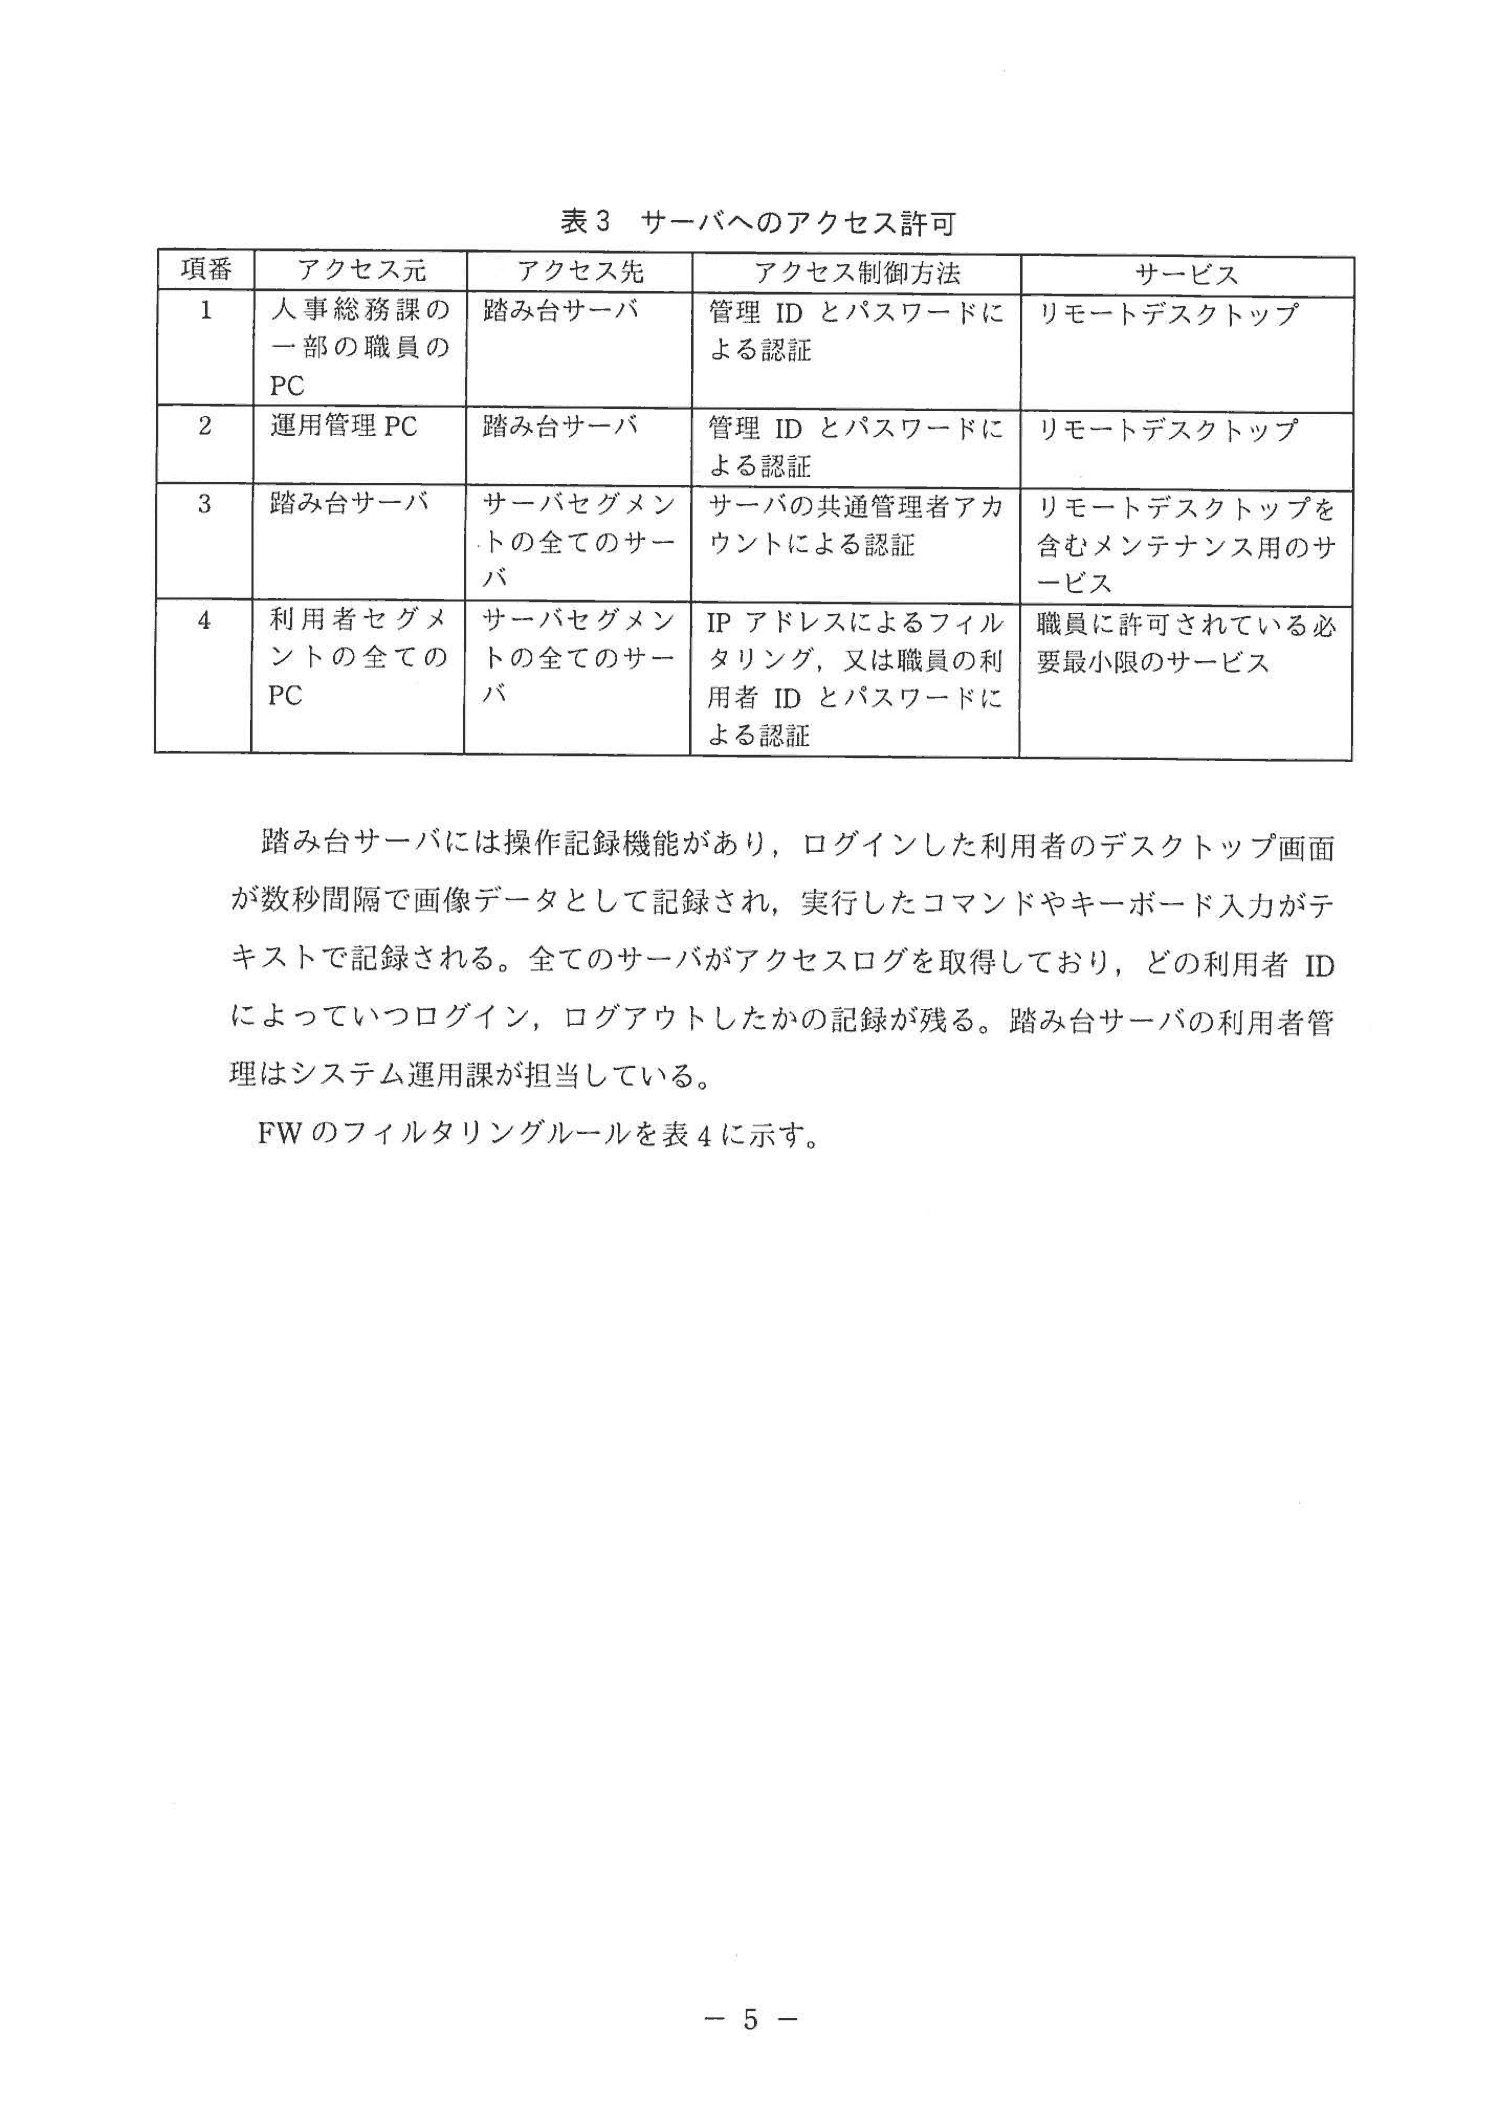 表3 サーバへのアクセス許可
項番 アクセス元 アクセス先 アクセス制御方法 サービス
1 人事総務課の一部の職員のPC 踏み台サーバ 管理 ID とパスワードによる認証 リモートデスクトップ
2 運用管理 PC 踏み台サーバ 管理 ID とパスワードによる認証 リモートデスクトップ
3 踏み台サーバ サーバセグメントの全てのサーバ サーバの共通管理者アカウントによる認証 リモートデスクトップを含むメンテナンス用のサービス
4 利用者セグメントの全てのPC サーバセグメントの全てのサーバ IP アドレスによるフィルタリング，又は職員の利用者 ID とパスワードによる認証 職員に許可されている必要最小限のサービス
踏み台サーバには操作記録機能があり，ログインした利用者のデスクトップ画面
が数秒間隔で画像データとして記録され，実行したコマンドやキーボード入力がテ
キストで記録される。全てのサーバがアクセスログを取得しており，どの利用者 ID
によっていつログイン，ログアウトしたかの記録が残る。踏み台サーバの利用者管
理はシステム運用課が担当している。
FW のフィルタリングルールを表 4 に示す。
－ 5 －